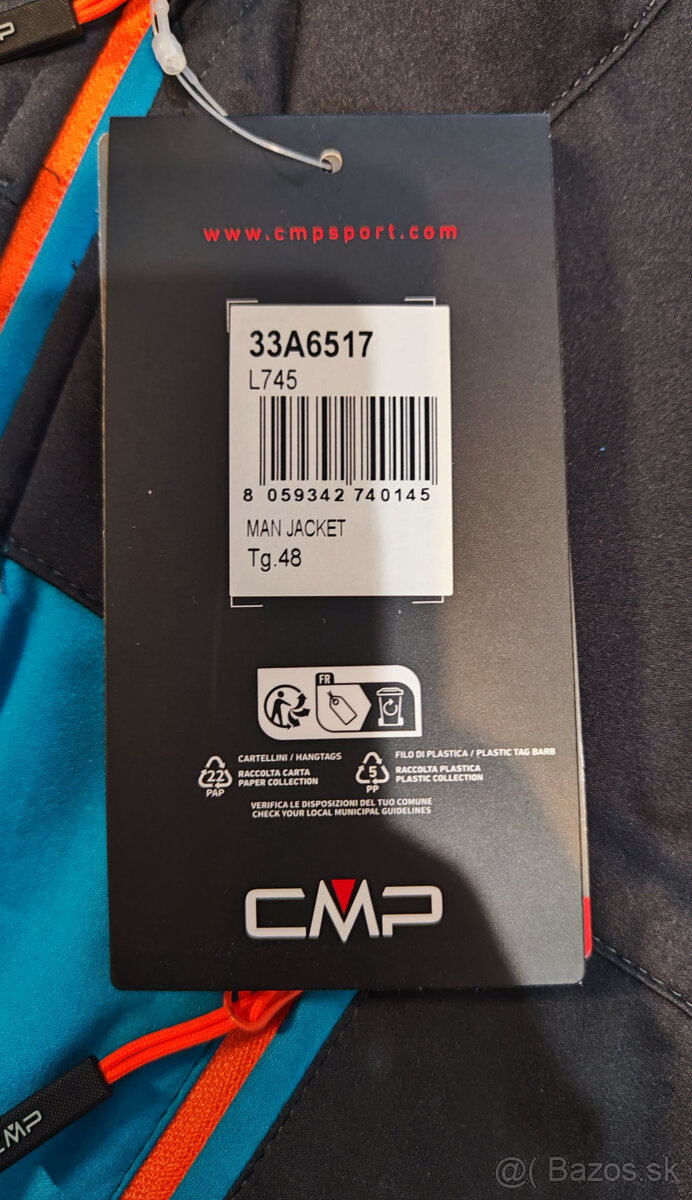 www.cmpsport.com
33A6517
L745
8 059342 740145
MAN JACKET
Tg.48
FR
CARTELLINI / HANGTAGS
22
PAP
RACCOLTA CARTA
PAPER COLLECTION
FILO DI PLASTICA / PLASTIC TAG BARB
5
PP
RACCOLTA PLASTICA
PLASTIC COLLECTION
VERIFICA LE DISPOSIZIONI DEL TUO COMUNE
CHECK YOUR LOCAL MUNICIPAL GUIDELINES
CMP
CMP
@( Bazos.sk